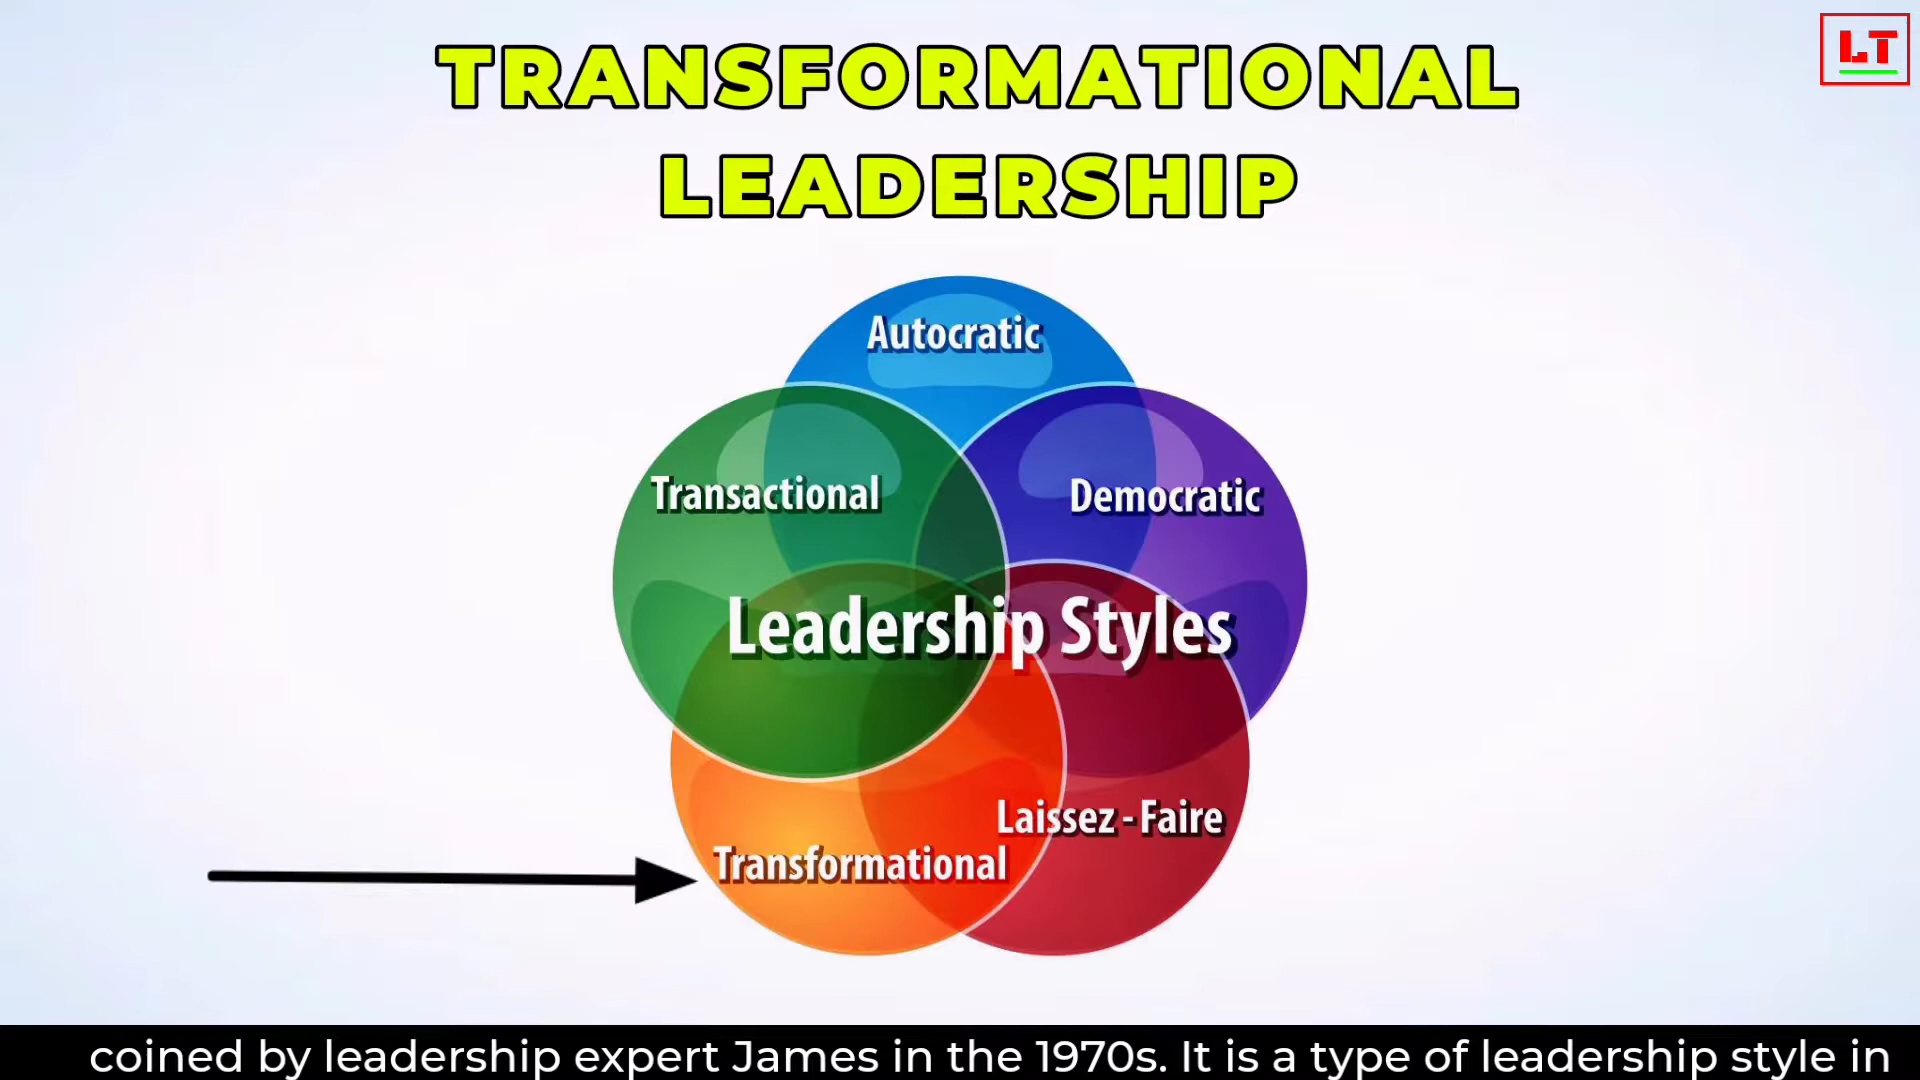 TRANSFORMATIONAL
LEADERSHIP
LT
Autocratic
Transactional
Democratic
Leadership Styles
Laissez - Faire
Transformational
coined by leadership expert James in the 1970s. It is a type of leadership style in